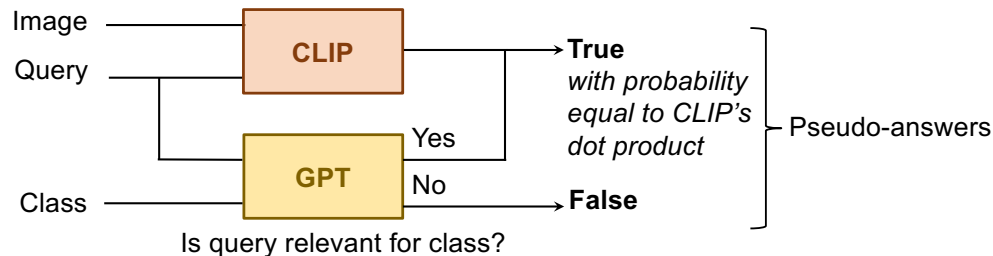 Image
CLIP
True
Query
with probability
equal to CLIP's
dot product
Pseudo-answers
Yes
GPT
No
Class
False
Is query relevant for class?